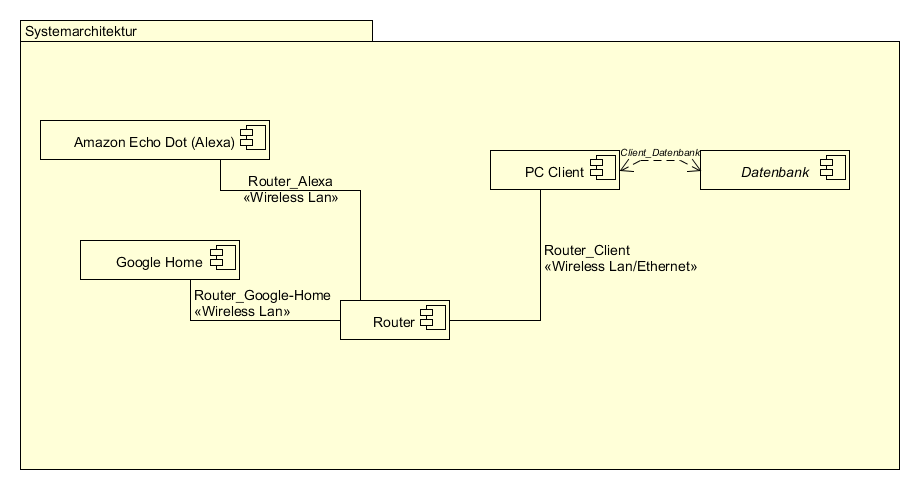 Systemarchitektur
Amazon Echo Dot (Alexa)
Client_Datenbank
PC Client
Datenbank
Router_Alexa
«Wireless Lan»
Router_Client
«Wireless Lan/Ethernet»
Google Home
Router_Google-Home
«Wireless Lan»
Router